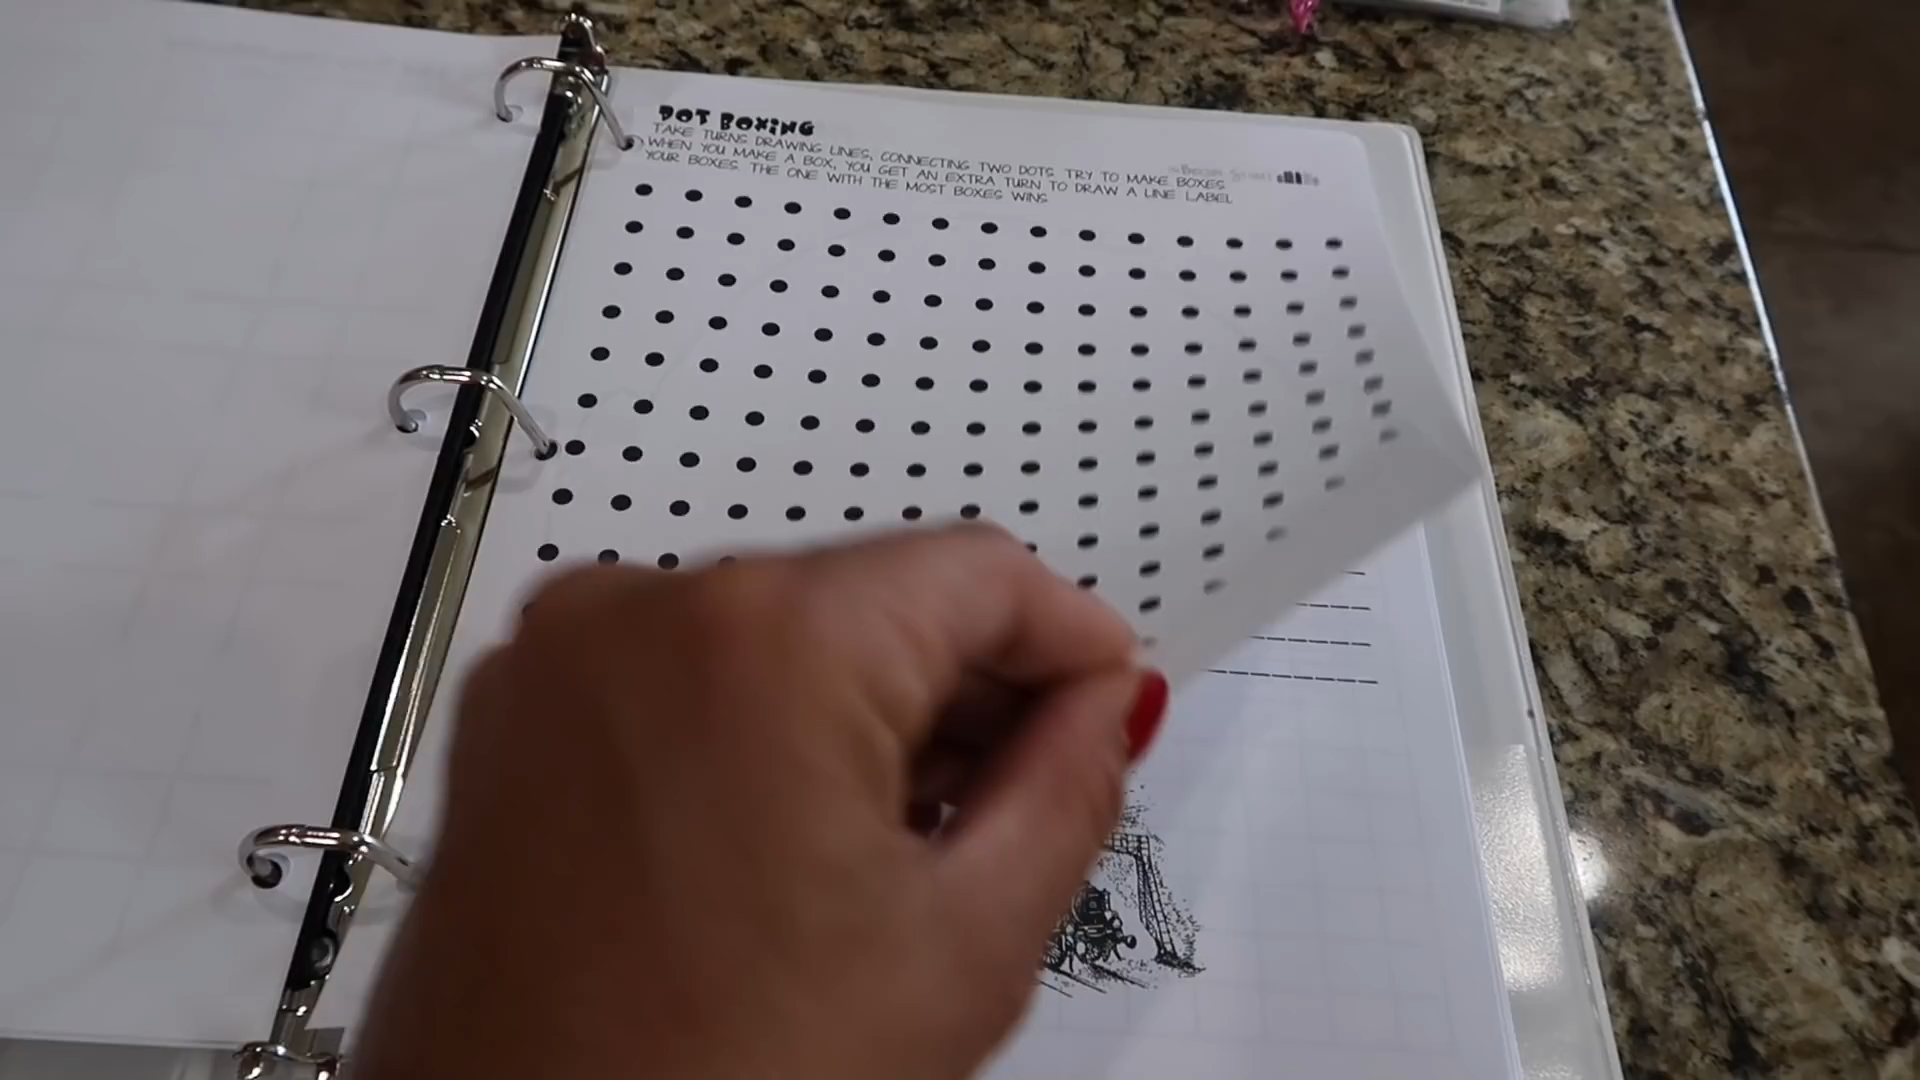 DOT BOXING
TAKE TURNS DRAWING LINES, CONNECTING TWO DOTS. TRY TO MAKE BOXES.
WHEN YOU MAKE A BOX, YOU GET AN EXTRA TURN TO DRAW A LINE. LABEL
YOUR BOXES. THE ONE WITH THE MOST BOXES WINS.